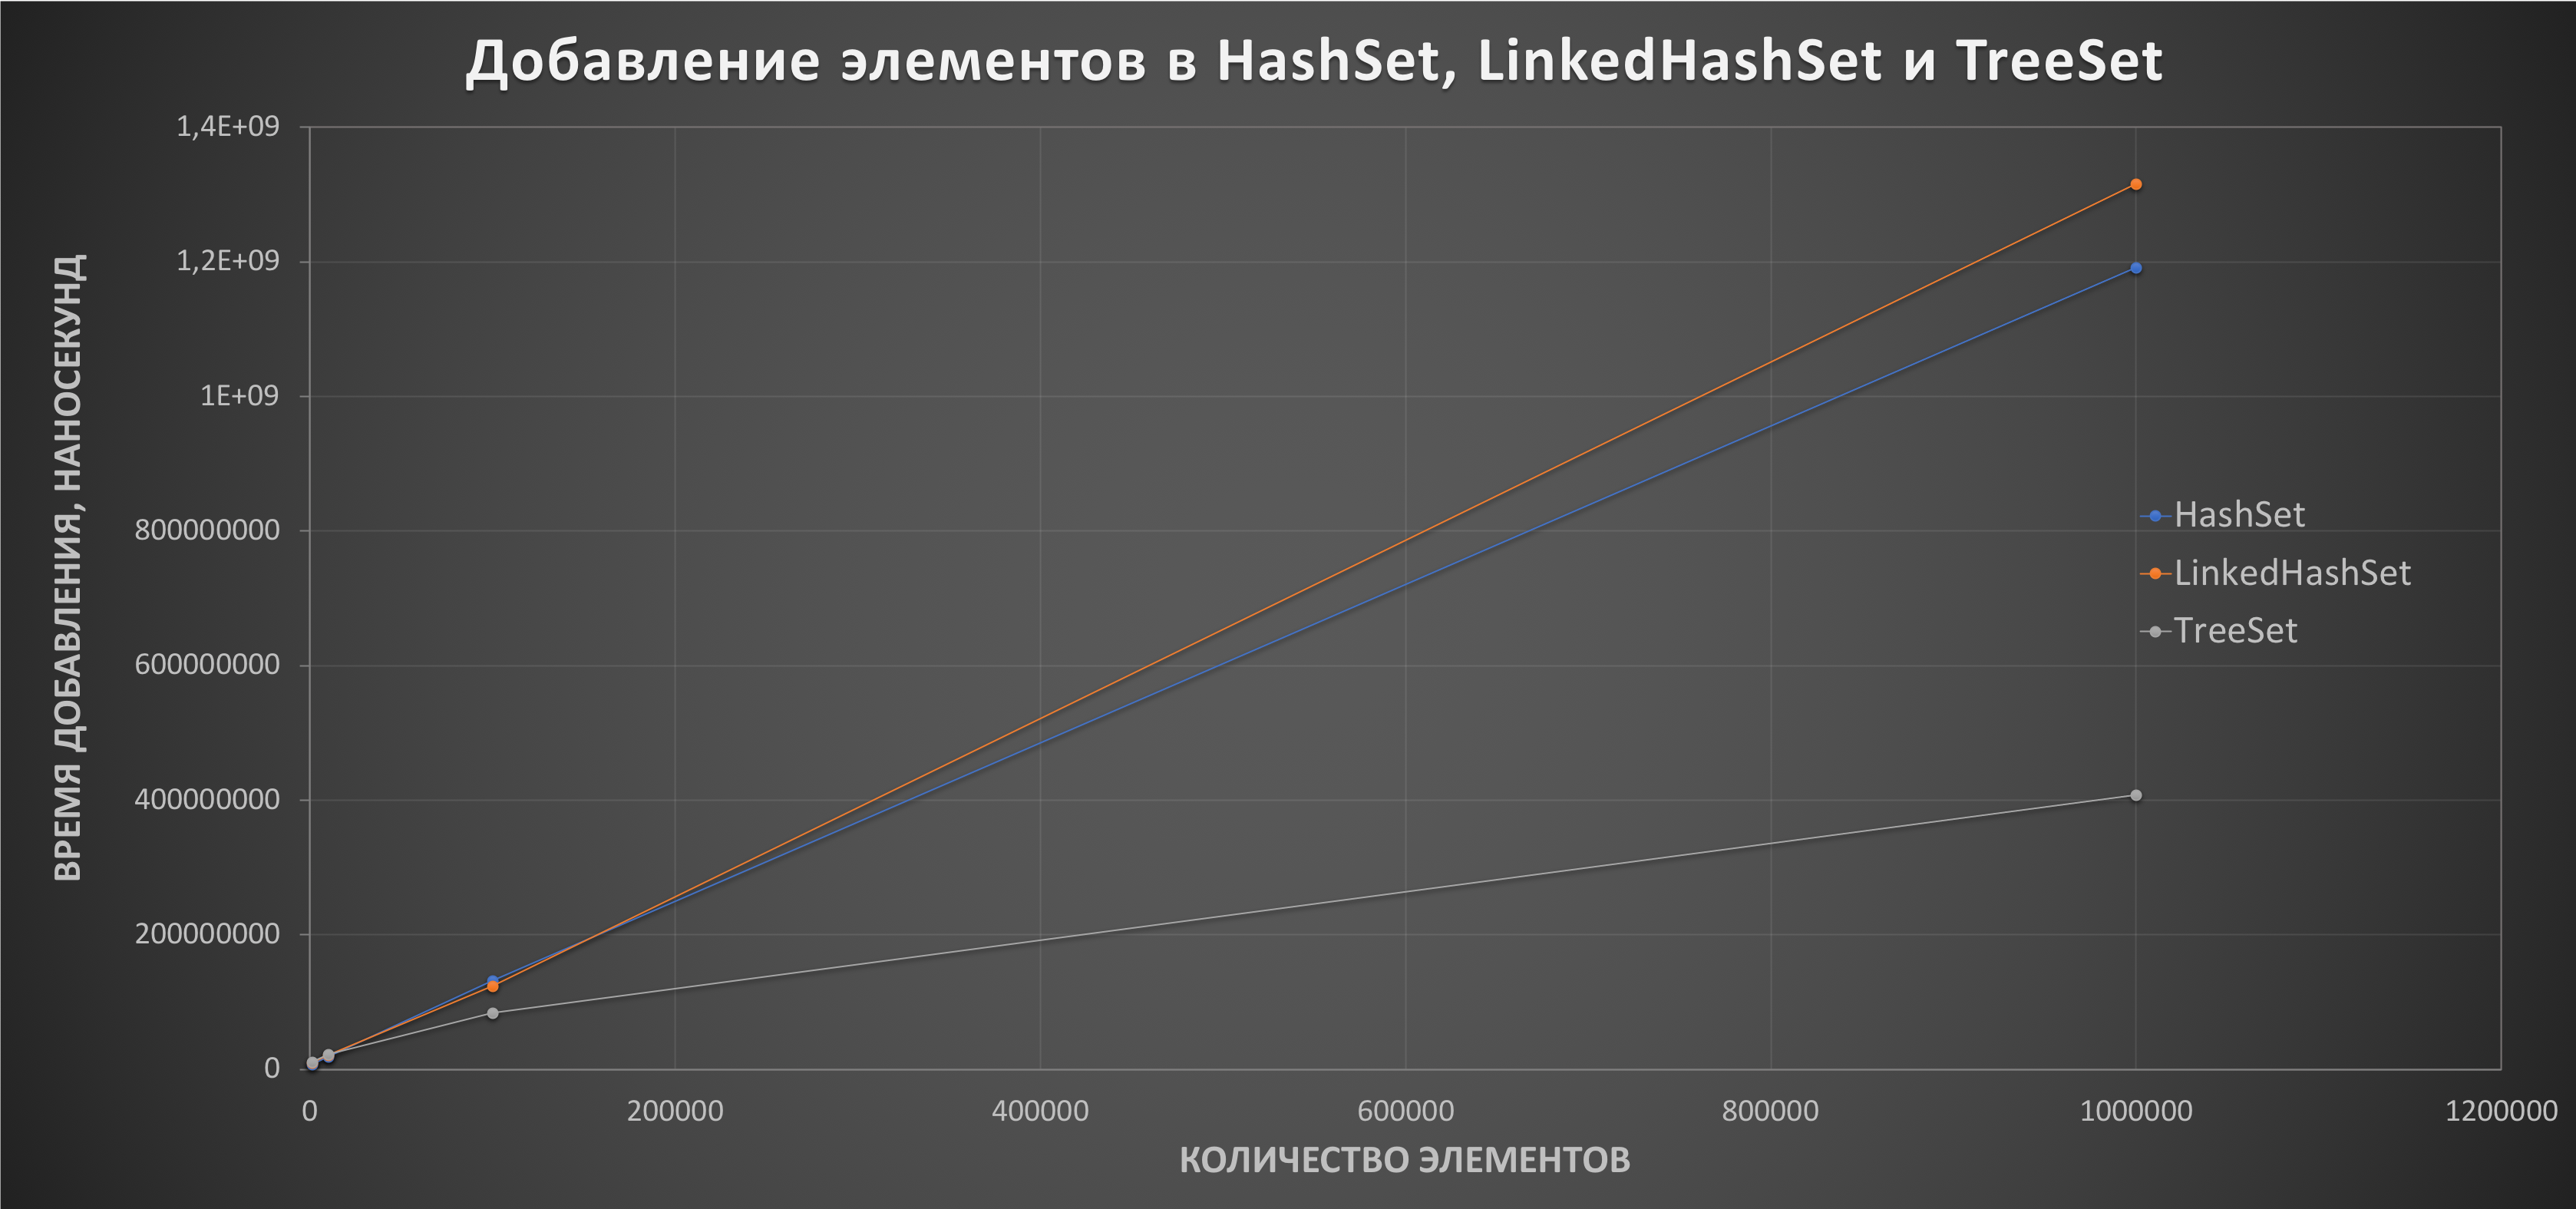 Добавление элементов в HashSet, LinkedHashSet и TreeSet
ВРЕМЯ ДОБАВЛЕНИЯ, НАНОСЕКУНД
1,4E+09
1,2E+09
1E+09
800000000
600000000
400000000
200000000
0
HashSet
LinkedHashSet
TreeSet
0 200000 400000 600000 800000 1000000 1200000
КОЛИЧЕСТВО ЭЛЕМЕНТОВ